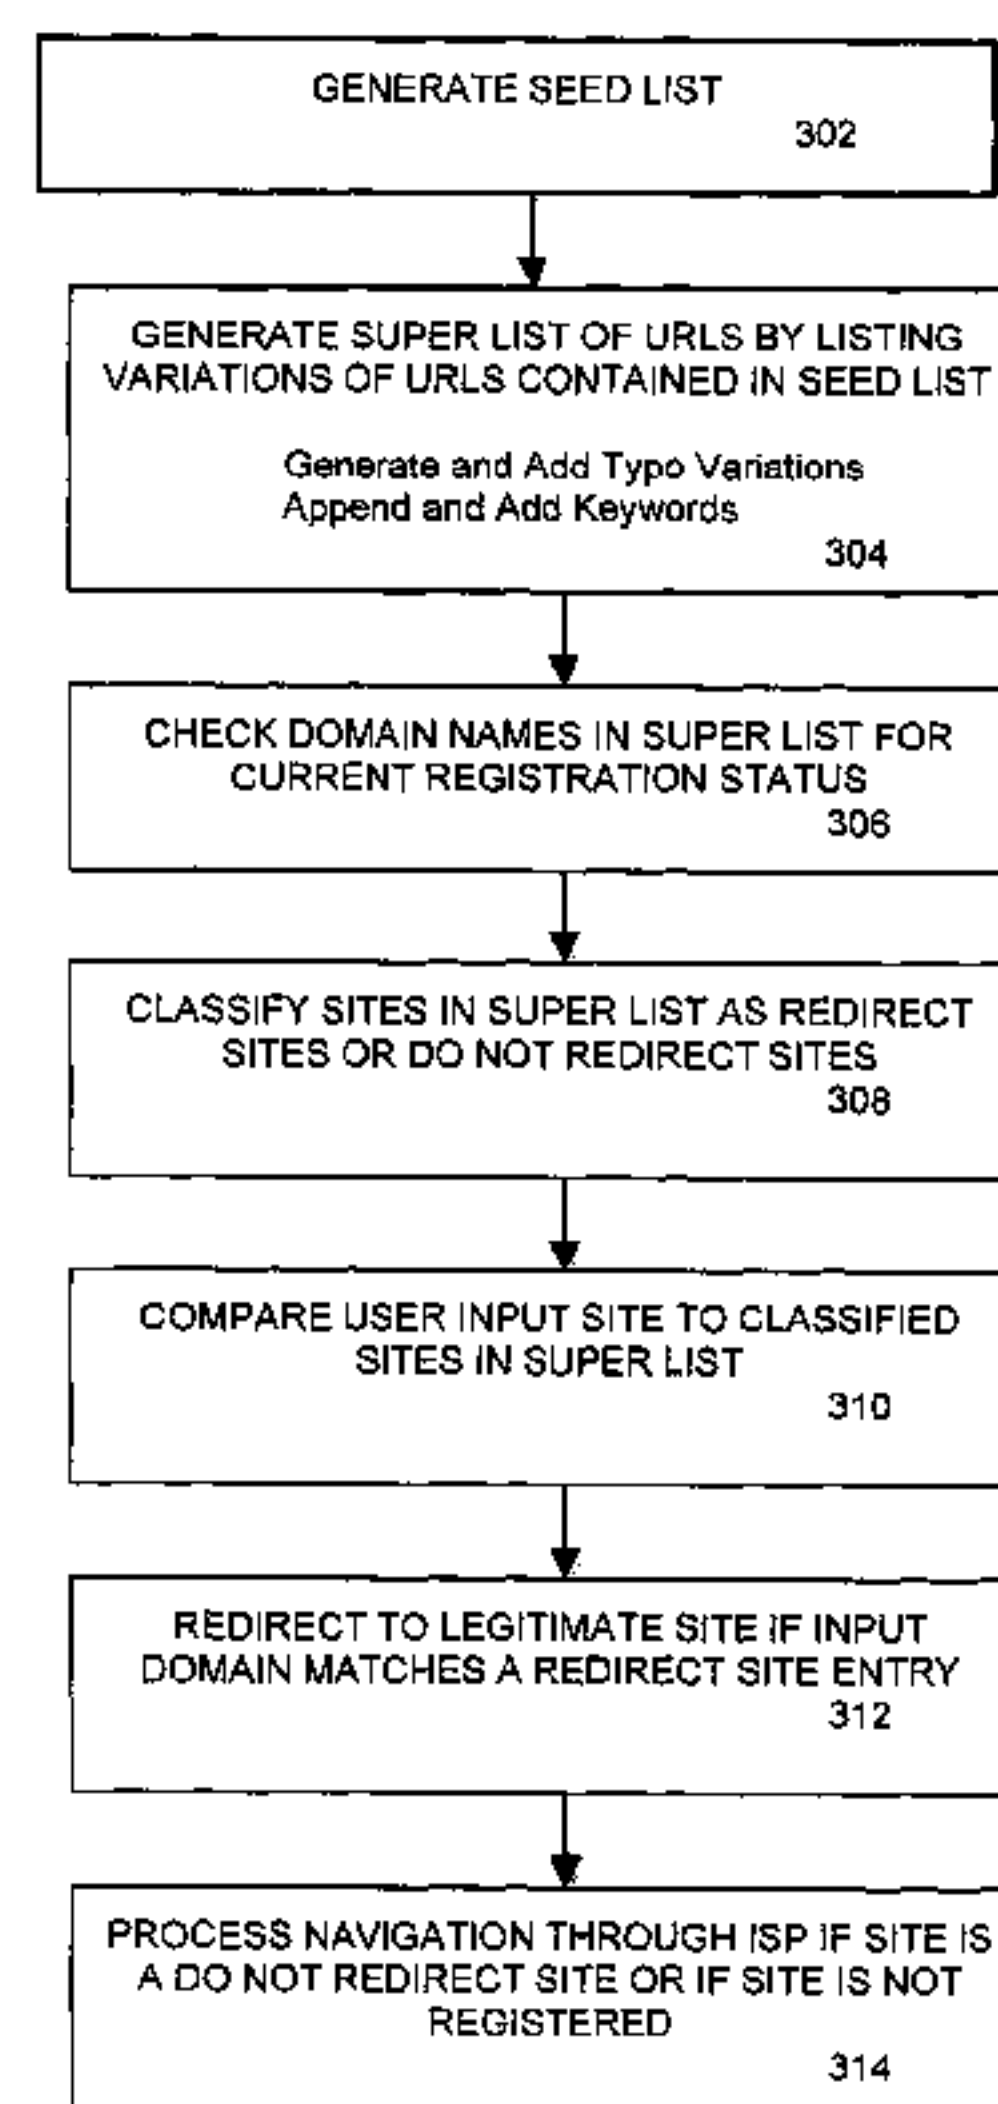 GENERATE SEED LIST
302
GENERATE SUPER LIST OF URLS BY LISTING
VARIATIONS OF URLS CONTAINED IN SEED LIST
Generate and Add Typo Variations
Append and Add Keywords
304
CHECK DOMAIN NAMES IN SUPER LIST FOR
CURRENT REGISTRATION STATUS
306
CLASSIFY SITES IN SUPER LIST AS REDIRECT
SITES OR DO NOT REDIRECT SITES
308
COMPARE USER INPUT SITE TO CLASSIFIED
SITES IN SUPER LIST
310
REDIRECT TO LEGITIMATE SITE IF INPUT
DOMAIN MATCHES A REDIRECT SITE ENTRY
312
PROCESS NAVIGATION THROUGH ISP IF SITE IS
A DO NOT REDIRECT SITE OR IF SITE IS NOT
REGISTERED
314